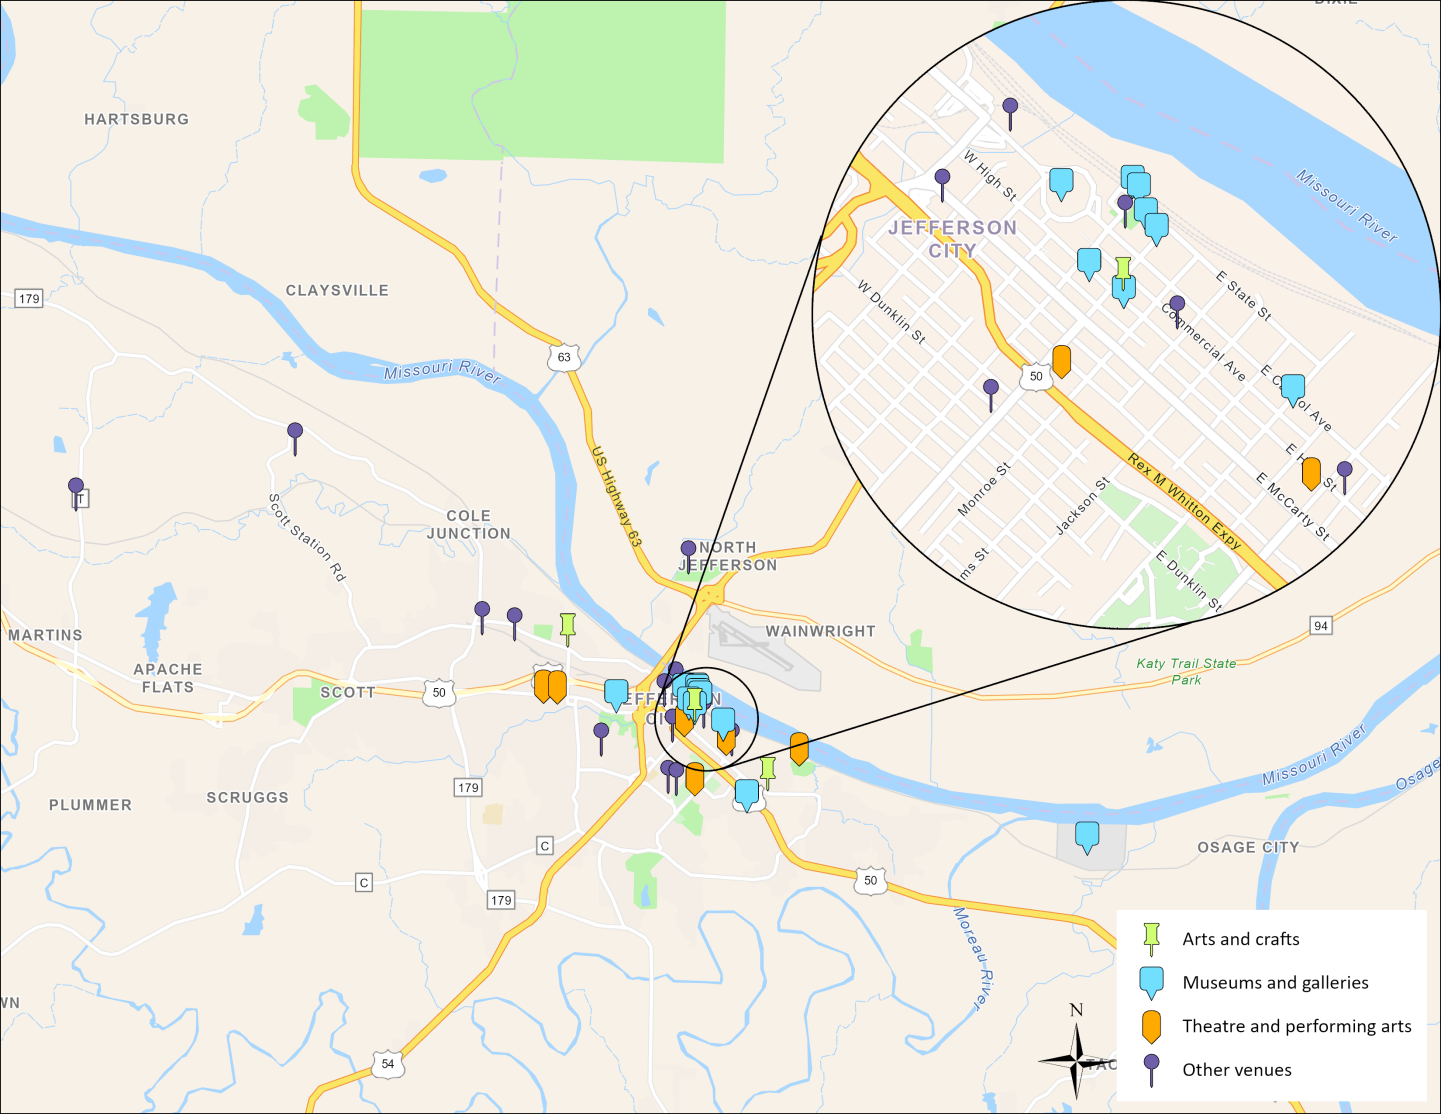 HARTSBURG
W High St
Missouri River
JEFFERSON
CITY
E State St
179
CLAYSVILLE
W Dunklin St
Commercial Ave
63
Missouri River
50
US Highway 63
Rex M Whitton Expy
E McCarty St
Monroe St
Jackson St
T
Scott Station Rd
COLE
JUNCTION
NORTH
JEFFERSON
E Dunklin St
MARTINS
WAINWRIGHT
94
APACHE
FLATS
Katy Trail State
Park
SCOTT
50
Missouri River
Osage
179
PLUMMER
SCRUGGS
C
OSAGE CITY
C
50
179
Moreau River
Arts and crafts
Museums and galleries
Theatre and performing arts
Other venues
N
54